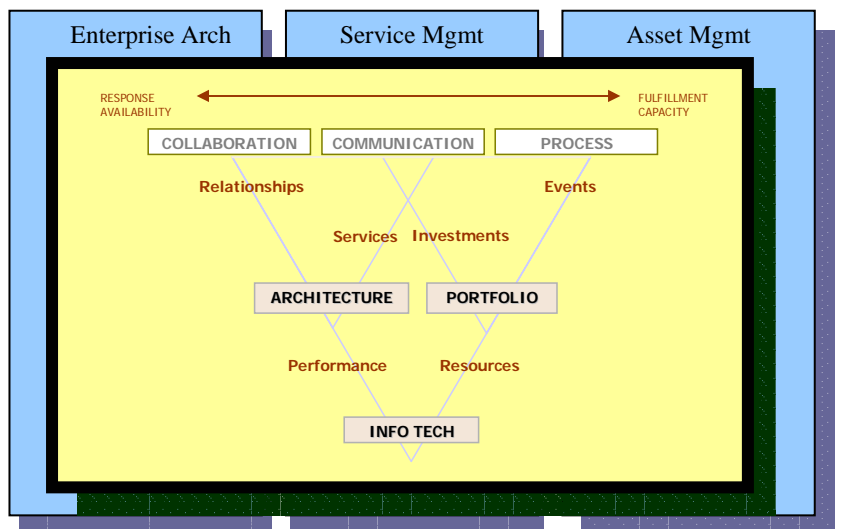 Enterprise Arch
Service Mgmt
Asset Mgmt
RESPONSE
AVAILABILITY
FULFILLMENT
CAPACITY
COLLABORATION
COMMUNICATION
PROCESS
Relationships
Events
Services
Investments
ARCHITECTURE
PORTFOLIO
Performance
Resources
INFO TECH